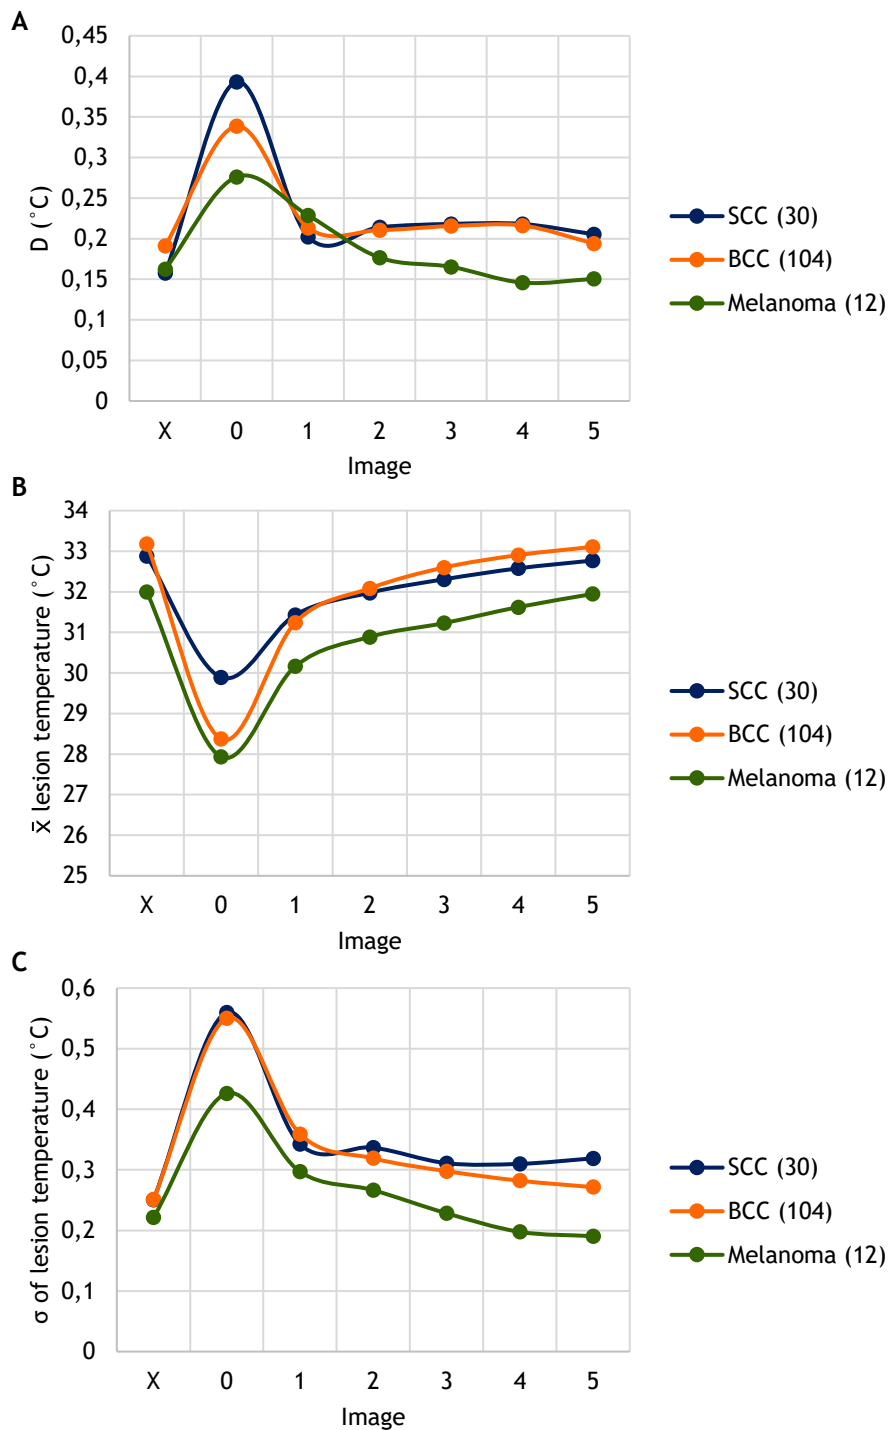 A
0,45
0,4
0,35
0,3
0,25
0,2
0,15
0,1
0,05
0
D (°C)
X 0 1 2 3 4 5
Image
SCC (30)
BCC (104)
Melanoma (12)
B
34
33
32
31
30
29
28
27
26
25
x̄ lesion temperature (°C)
X 0 1 2 3 4 5
Image
SCC (30)
BCC (104)
Melanoma (12)
C
0,6
0,5
0,4
0,3
0,2
0,1
0
σ of lesion temperature (°C)
X 0 1 2 3 4 5
Image
SCC (30)
BCC (104)
Melanoma (12)